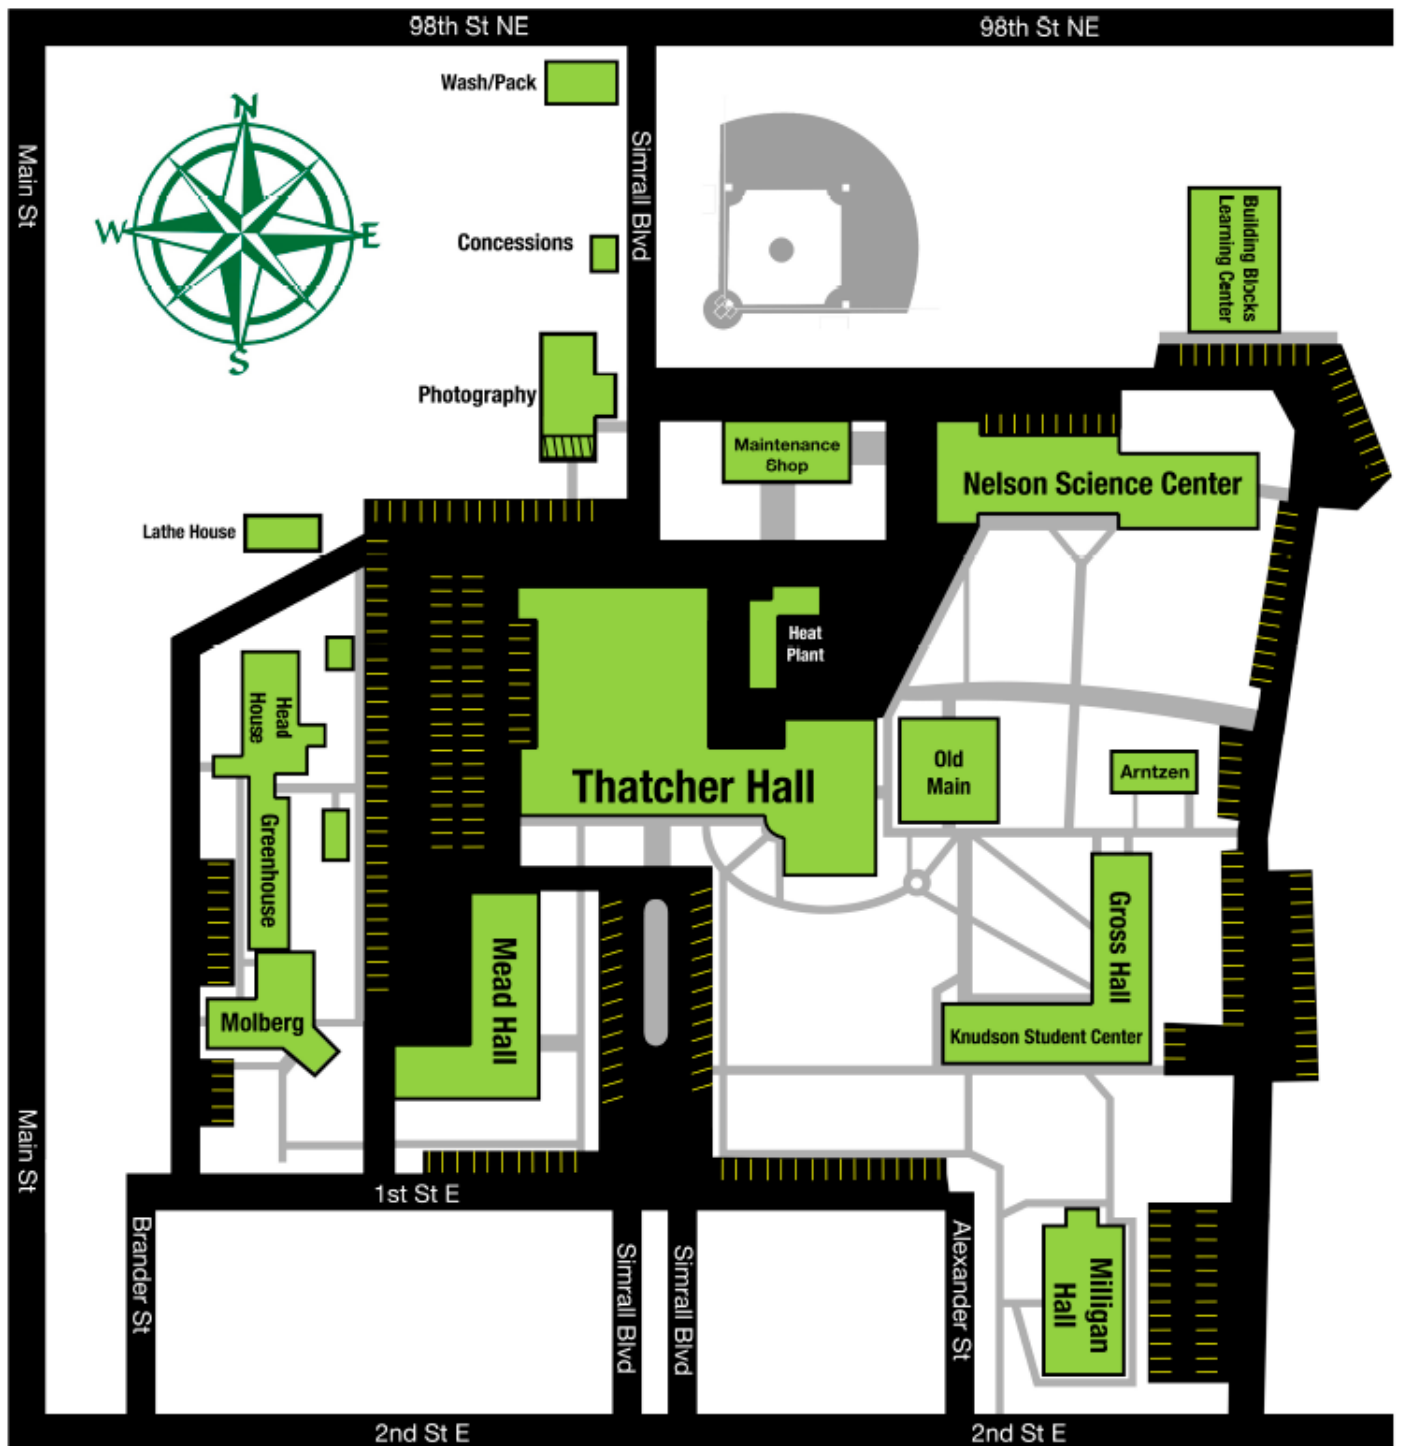 98th St NE
98th St NE
Wash/Pack
N
W
E
S
Main St
Simrall Blvd
Concessions
Building Blocks
Learning Center
Photography
Maintenance
Shop
Nelson Science Center
Lathe House
Heat
Plant
Head
House
Thatcher Hall
Old
Main
Arntzen
Greenhouse
Gross Hall
Mead Hall
Molberg
Knudson Student Center
Main St
1st St E
Brander St
Simrall Blvd
Simrall Blvd
Alexander St
Milligan
Hall
2nd St E
2nd St E